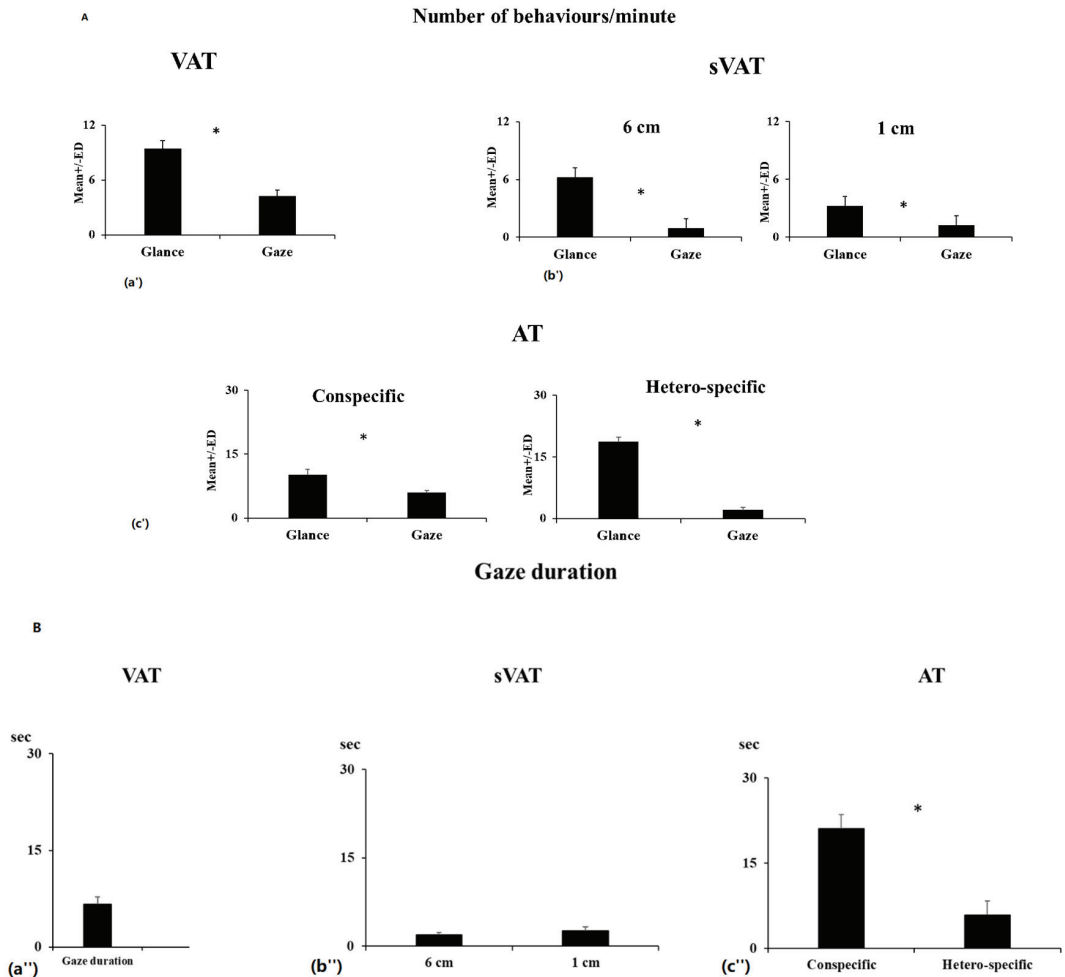 A
Number of behaviours/minute
VAT
sVAT
12
6
0
Mean+/-ED
*
Glance
Gaze
(a')
12
6
0
Mean+/-ED
6 cm
*
Glance
Gaze
(b')
12
6
0
Mean+/-ED
1 cm
*
Glance
Gaze
AT
30
15
0
Mean+/-ED
Conspecific
*
Glance
Gaze
(c')
30
15
0
Mean+/-ED
Hetero-specific
*
Glance
Gaze
Gaze duration
B
VAT
sVAT
AT
sec
30
15
0
Gaze duration
(a'')
sec
30
15
0
6 cm
1 cm
(b'')
sec
30
15
0
*
Conspecific
Hetero-specific
(c'')